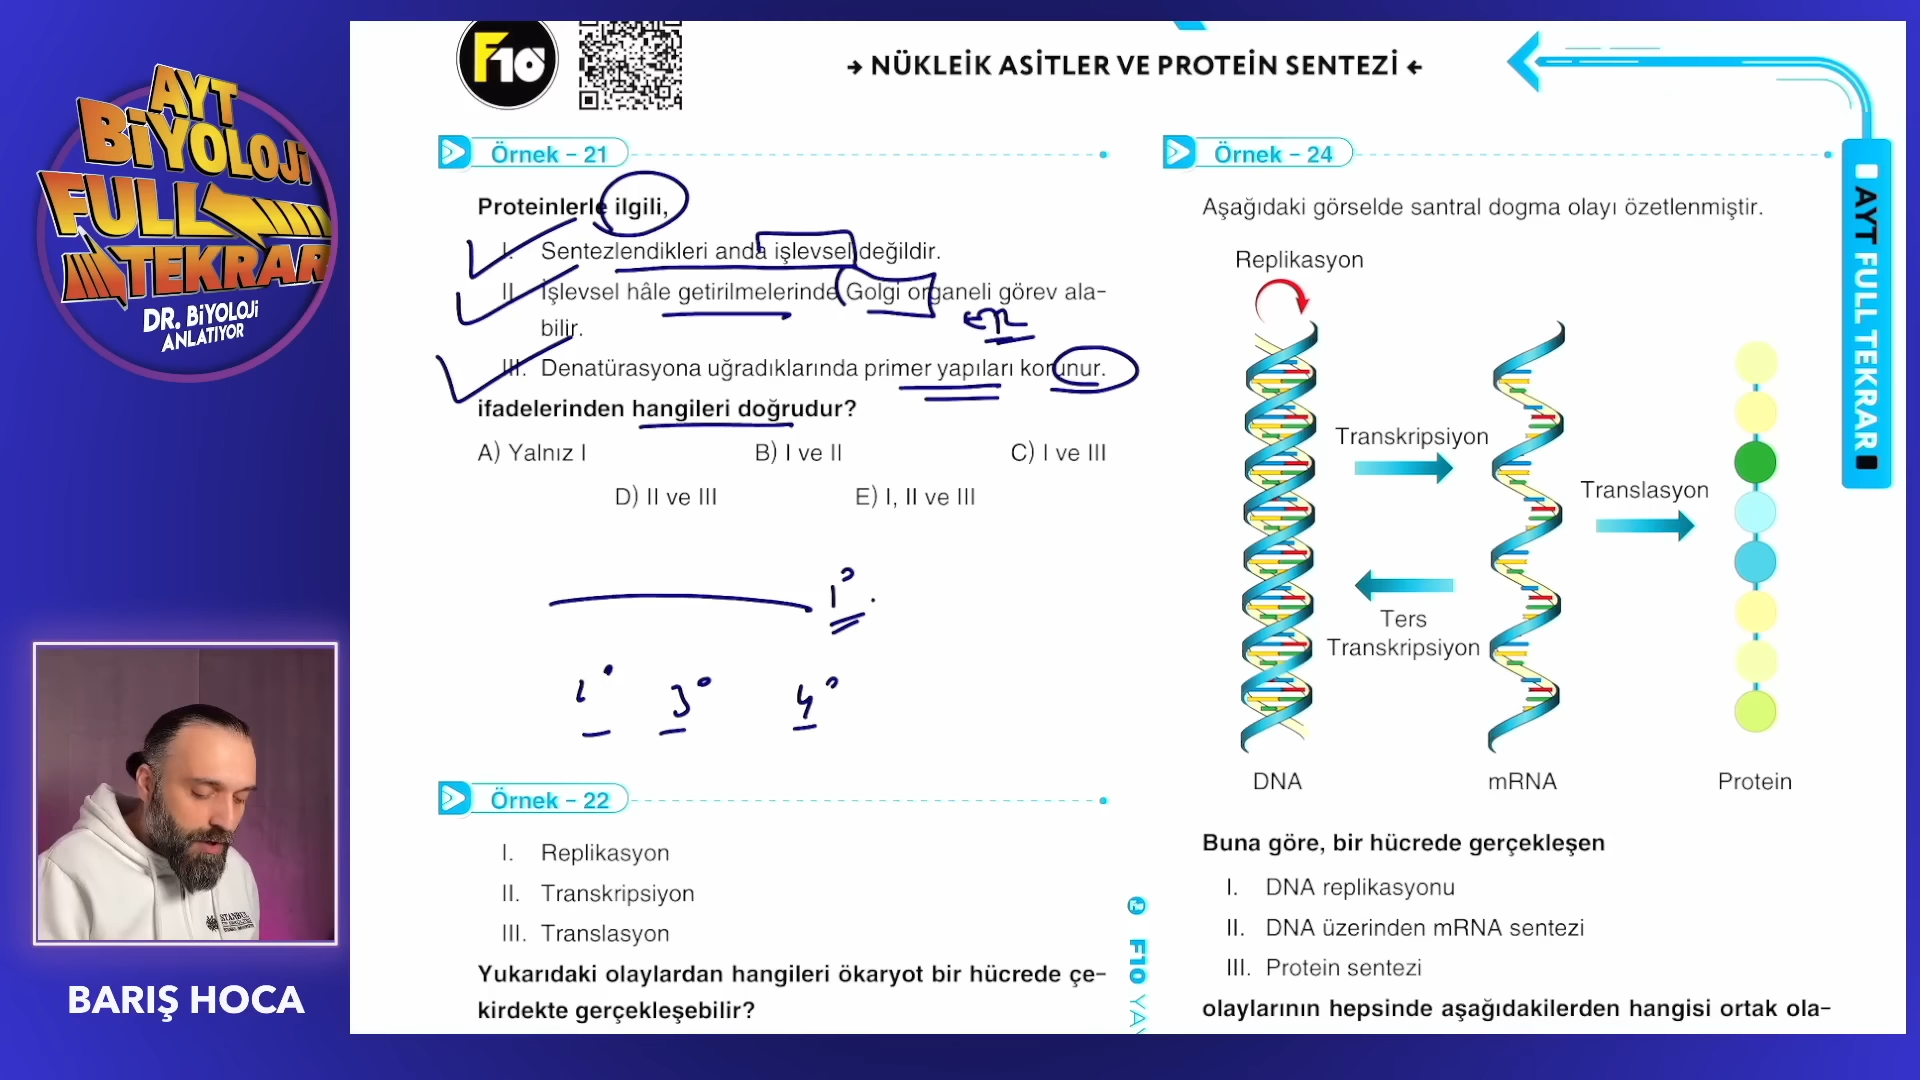 AYT
BİYOLOJİ
FULL
TEKRAR
DR. BİYOLOJİ
ANLATIYOR
BARIŞ HOCA
F10
→ NÜKLEİK ASİTLER VE PROTEİN SENTEZİ ←
AYT FULL TEKRAR
Örnek – 21
Proteinlerle ilgili,
I. Sentezlendikleri anda işlevsel değildir.
II. İşlevsel hâle getirilmelerinde Golgi organeli görev ala-
bilir.
III. Denatürasyona uğradıklarında primer yapıları korunur.
ifadelerinden hangileri doğrudur?
A) Yalnız I B) I ve II C) I ve III
D) II ve III E) I, II ve III
1°
3° 4°
Örnek – 22
I. Replikasyon
II. Transkripsiyon
III. Translasyon
Yukarıdaki olaylardan hangileri ökaryot bir hücrede çe-
kirdekte gerçekleşebilir?
F10 YA
Örnek – 24
Aşağıdaki görselde santral dogma olayı özetlenmiştir.
Replikasyon
Transkripsiyon
Translasyon
Ters
Transkripsiyon
DNA mRNA Protein
Buna göre, bir hücrede gerçekleşen
I. DNA replikasyonu
II. DNA üzerinden mRNA sentezi
III. Protein sentezi
olaylarının hepsinde aşağıdakilerden hangisi ortak ola-